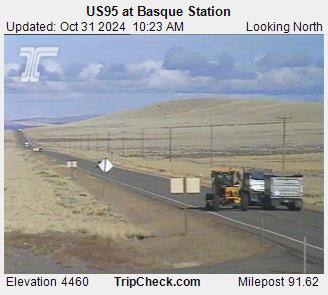 US95 at Basque Station
Updated: Oct 31 2024 10:23 AM Looking North
Elevation 4460 TripCheck.com Milepost 91.62